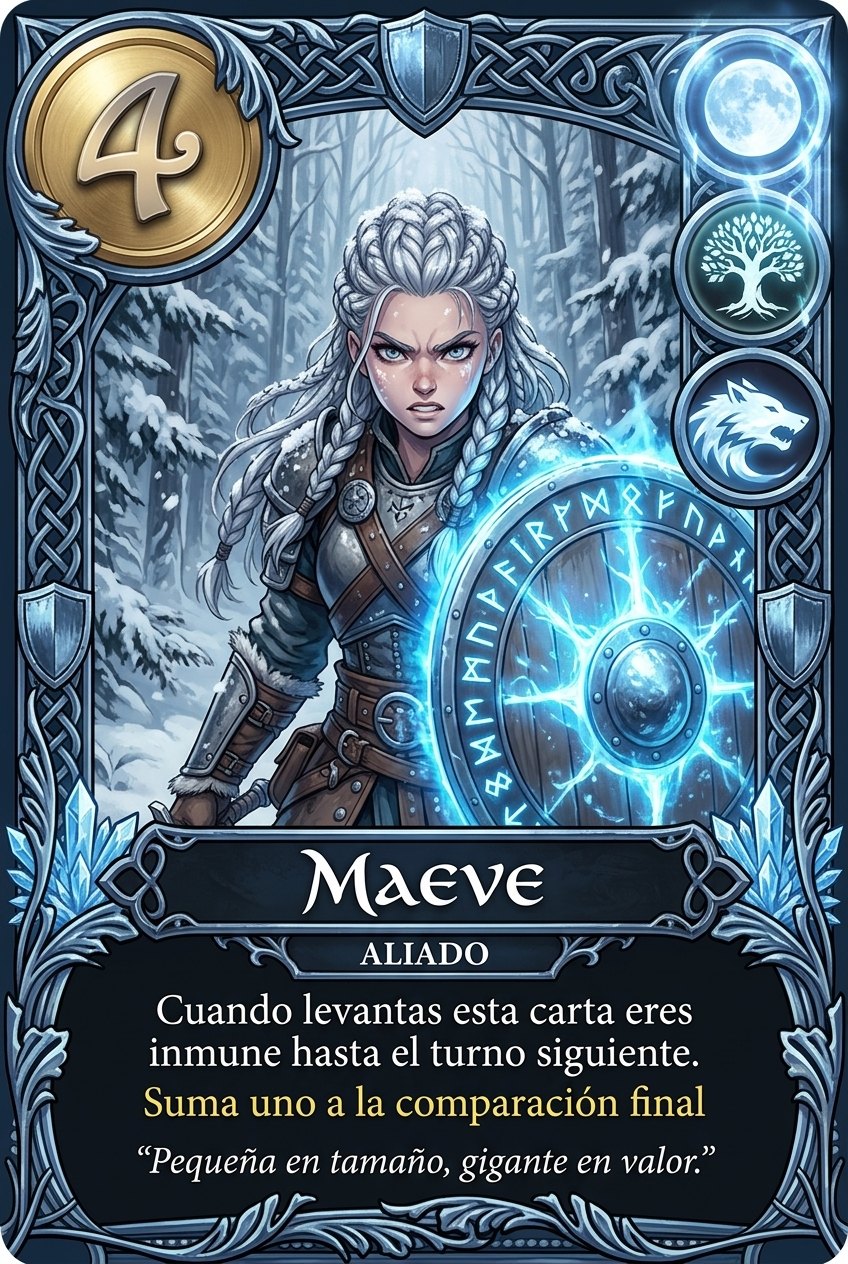 4
Maeve
ALIADO
Cuando levantas esta carta eres
inmune hasta el turno siguiente.
Suma uno a la comparación final
“Pequeña en tamaño, gigante en valor.”